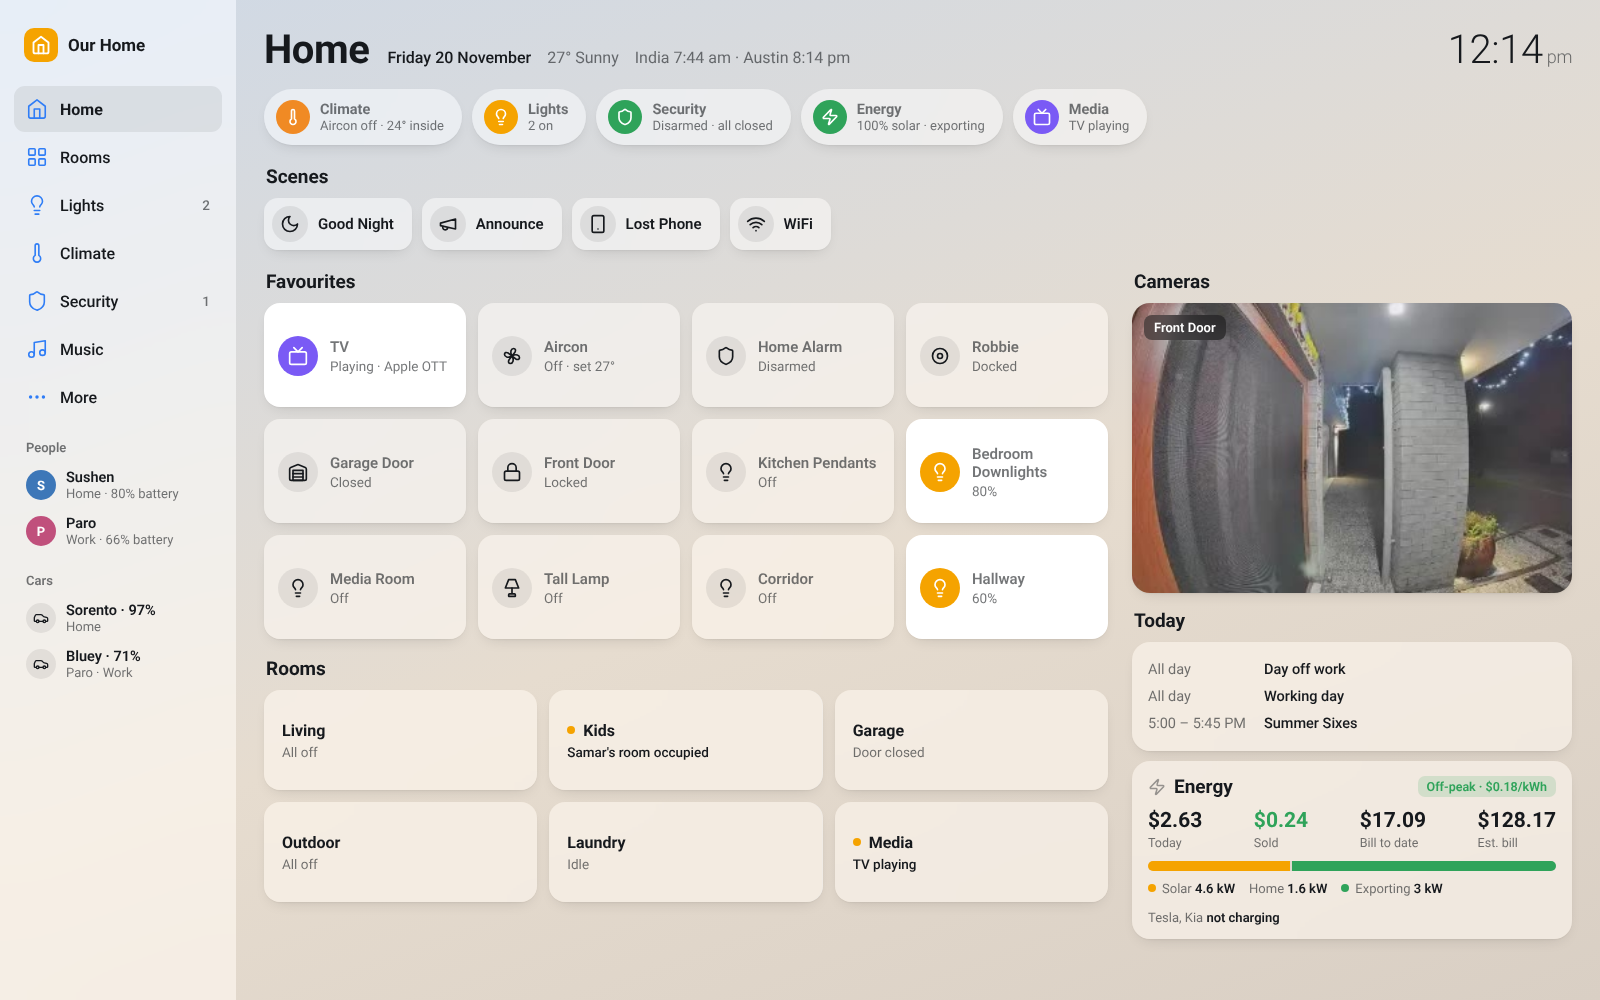 Our Home
Home
Rooms
Lights 2
Climate
Security 1
Music
More
People
S
Sushen
Home · 80% battery
P
Paro
Work · 66% battery
Cars
Sorento · 97%
Home
Bluey · 71%
Paro · Work
Home Friday 20 November 27° Sunny India 7:44 am · Austin 8:14 pm
12:14 pm
Climate
Aircon off · 24° inside
Lights
2 on
Security
Disarmed · all closed
Energy
100% solar · exporting
Media
TV playing
Scenes
Good Night
Announce
Lost Phone
WiFi
Favourites
TV
Playing · Apple OTT
Aircon
Off · set 27°
Home Alarm
Disarmed
Robbie
Docked
Garage Door
Closed
Front Door
Locked
Kitchen Pendants
Off
Bedroom
Downlights
80%
Media Room
Off
Tall Lamp
Off
Corridor
Off
Hallway
60%
Rooms
Living
All off
Kids
Samar's room occupied
Garage
Door closed
Outdoor
All off
Laundry
Idle
Media
TV playing
Cameras
Front Door
Today
All day Day off work
All day Working day
5:00 – 5:45 PM Summer Sixes
Energy
Off-peak · $0.18/kWh
$2.63
Today
$0.24
Sold
$17.09
Bill to date
$128.17
Est. bill
Solar 4.6 kW Home 1.6 kW Exporting 3 kW
Tesla, Kia not charging